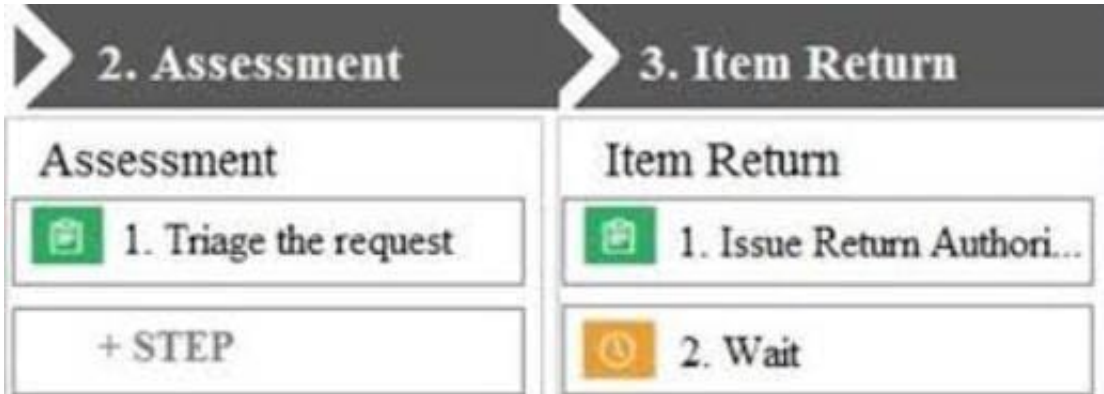 2. Assessment
3. Item Return
Assessment
1. Triage the request
+ STEP
Item Return
1. Issue Return Authori...
2. Wait